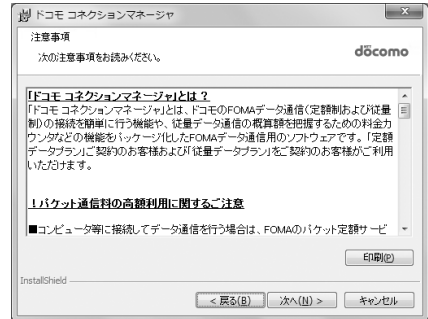 ドコモ コネクションマネージャ
注意事項
次の注意事項をお読みください。
döcomo
「ドコモ コネクションマネージャ」とは？
「ドコモ コネクションマネージャ」とは、ドコモのFOMAデータ通信（定額制および従量
制）の接続を簡単に行う機能や、従量データ通信の概算額を把握するための料金カ
ウンタなどの機能をパッケージ化したFOMAデータ通信用のソフトウェアです。「定額
データプラン」ご契約のお客様および「従量データプラン」をご契約のお客様がご利用
いただけます。
！パケット通信料の高額利用に関するご注意
■コンピュータ等に接続してデータ通信を行う場合は、FOMAのパケット定額サービ
印刷(P)
InstallShield
< 戻る(B)
次へ(N) >
キャンセル